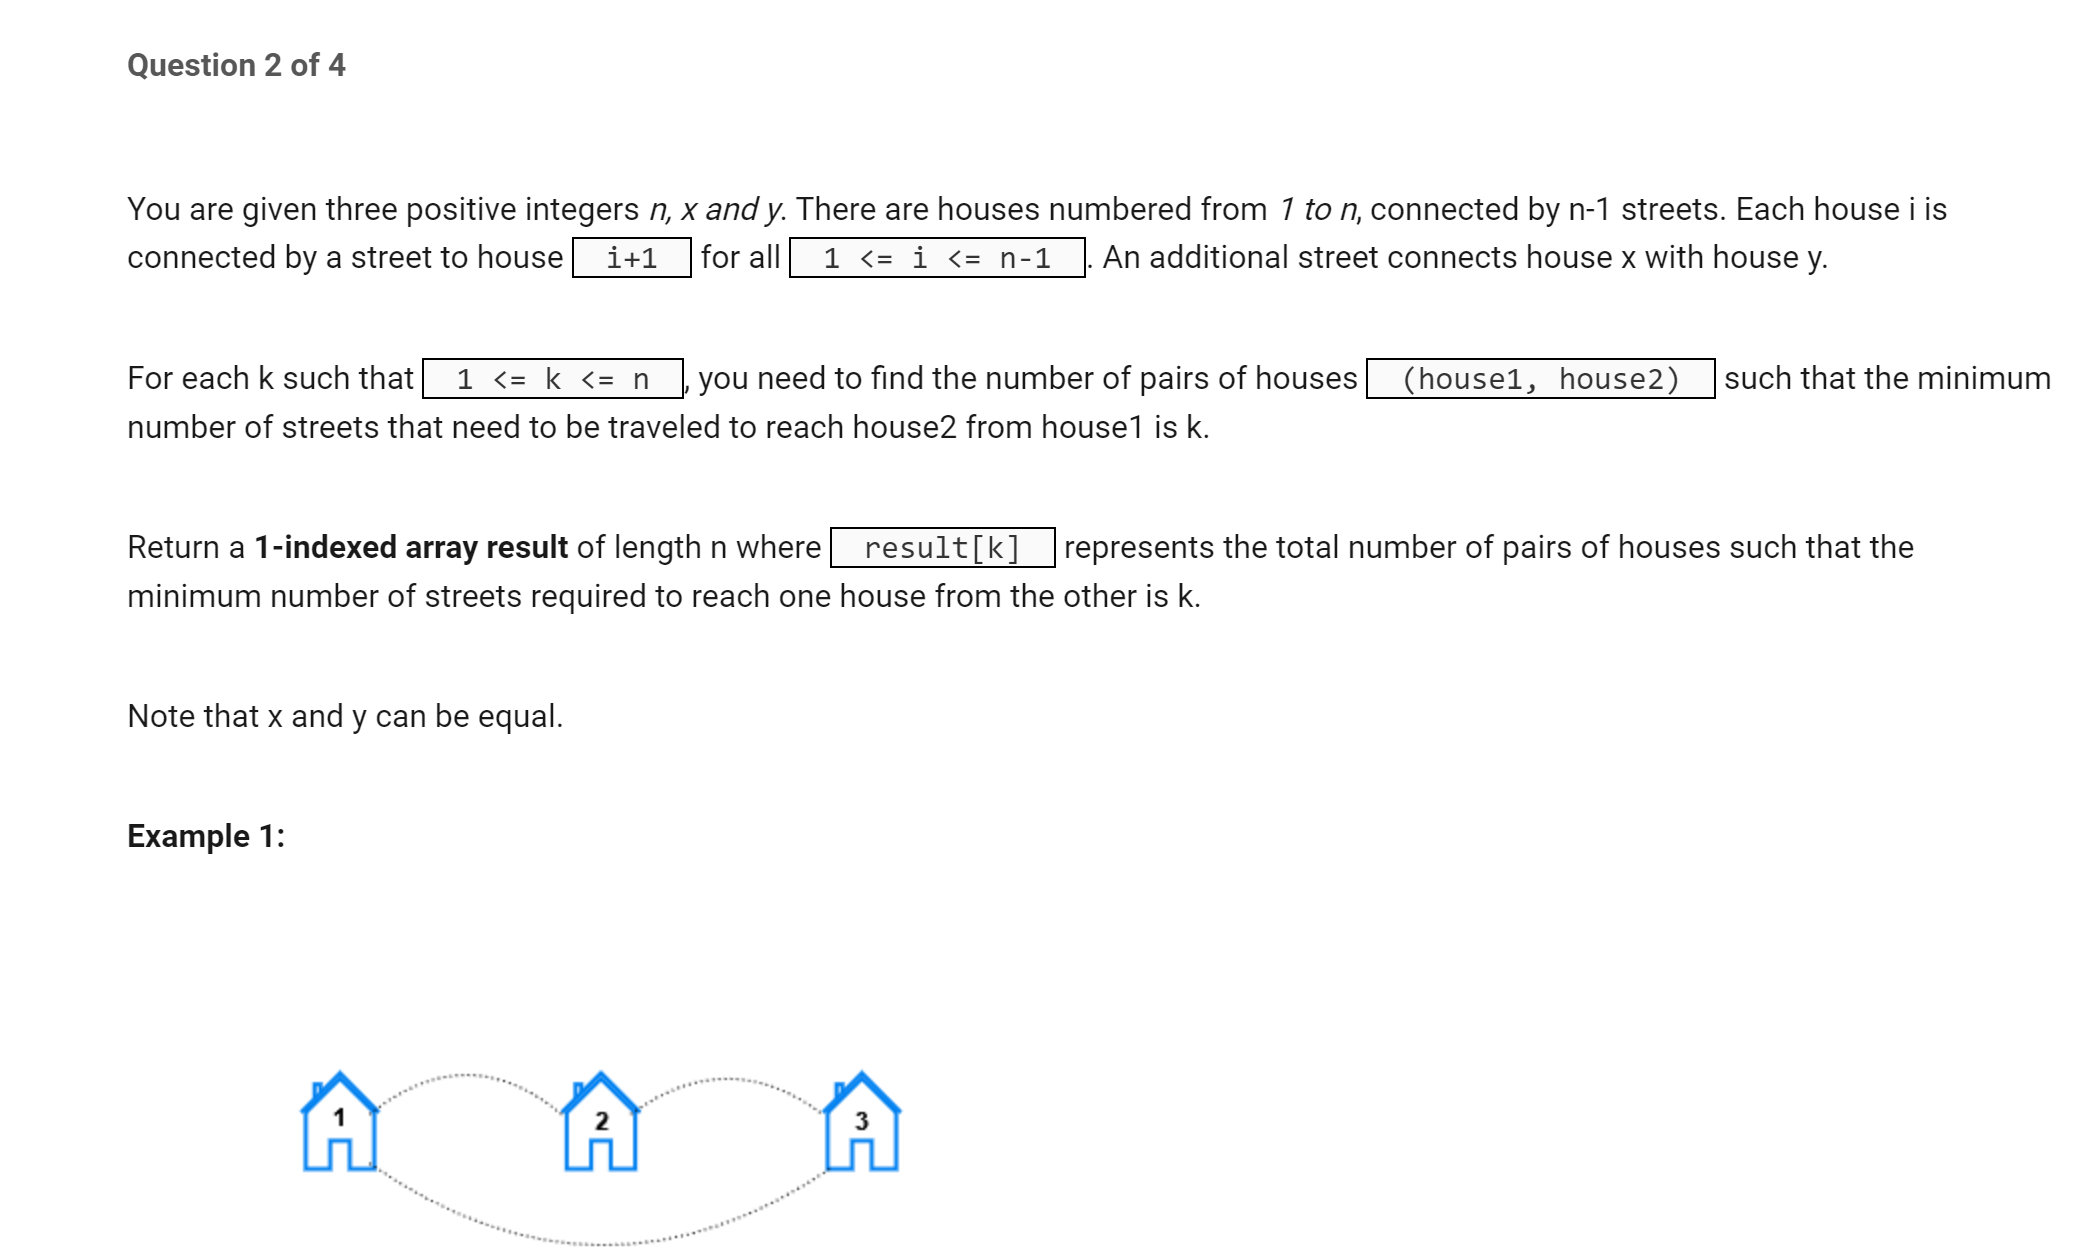 Question 2 of 4
You are given three positive integers n, x and y. There are houses numbered from 1 to n, connected by n-1 streets. Each house i is
connected by a street to house i+1 for all 1 <= i <= n-1. An additional street connects house x with house y.
For each k such that 1 <= k <= n, you need to find the number of pairs of houses (house1, house2) such that the minimum
number of streets that need to be traveled to reach house2 from house1 is k.
Return a 1-indexed array result of length n where result[k] represents the total number of pairs of houses such that the
minimum number of streets required to reach one house from the other is k.
Note that x and y can be equal.
Example 1:
1 2 3